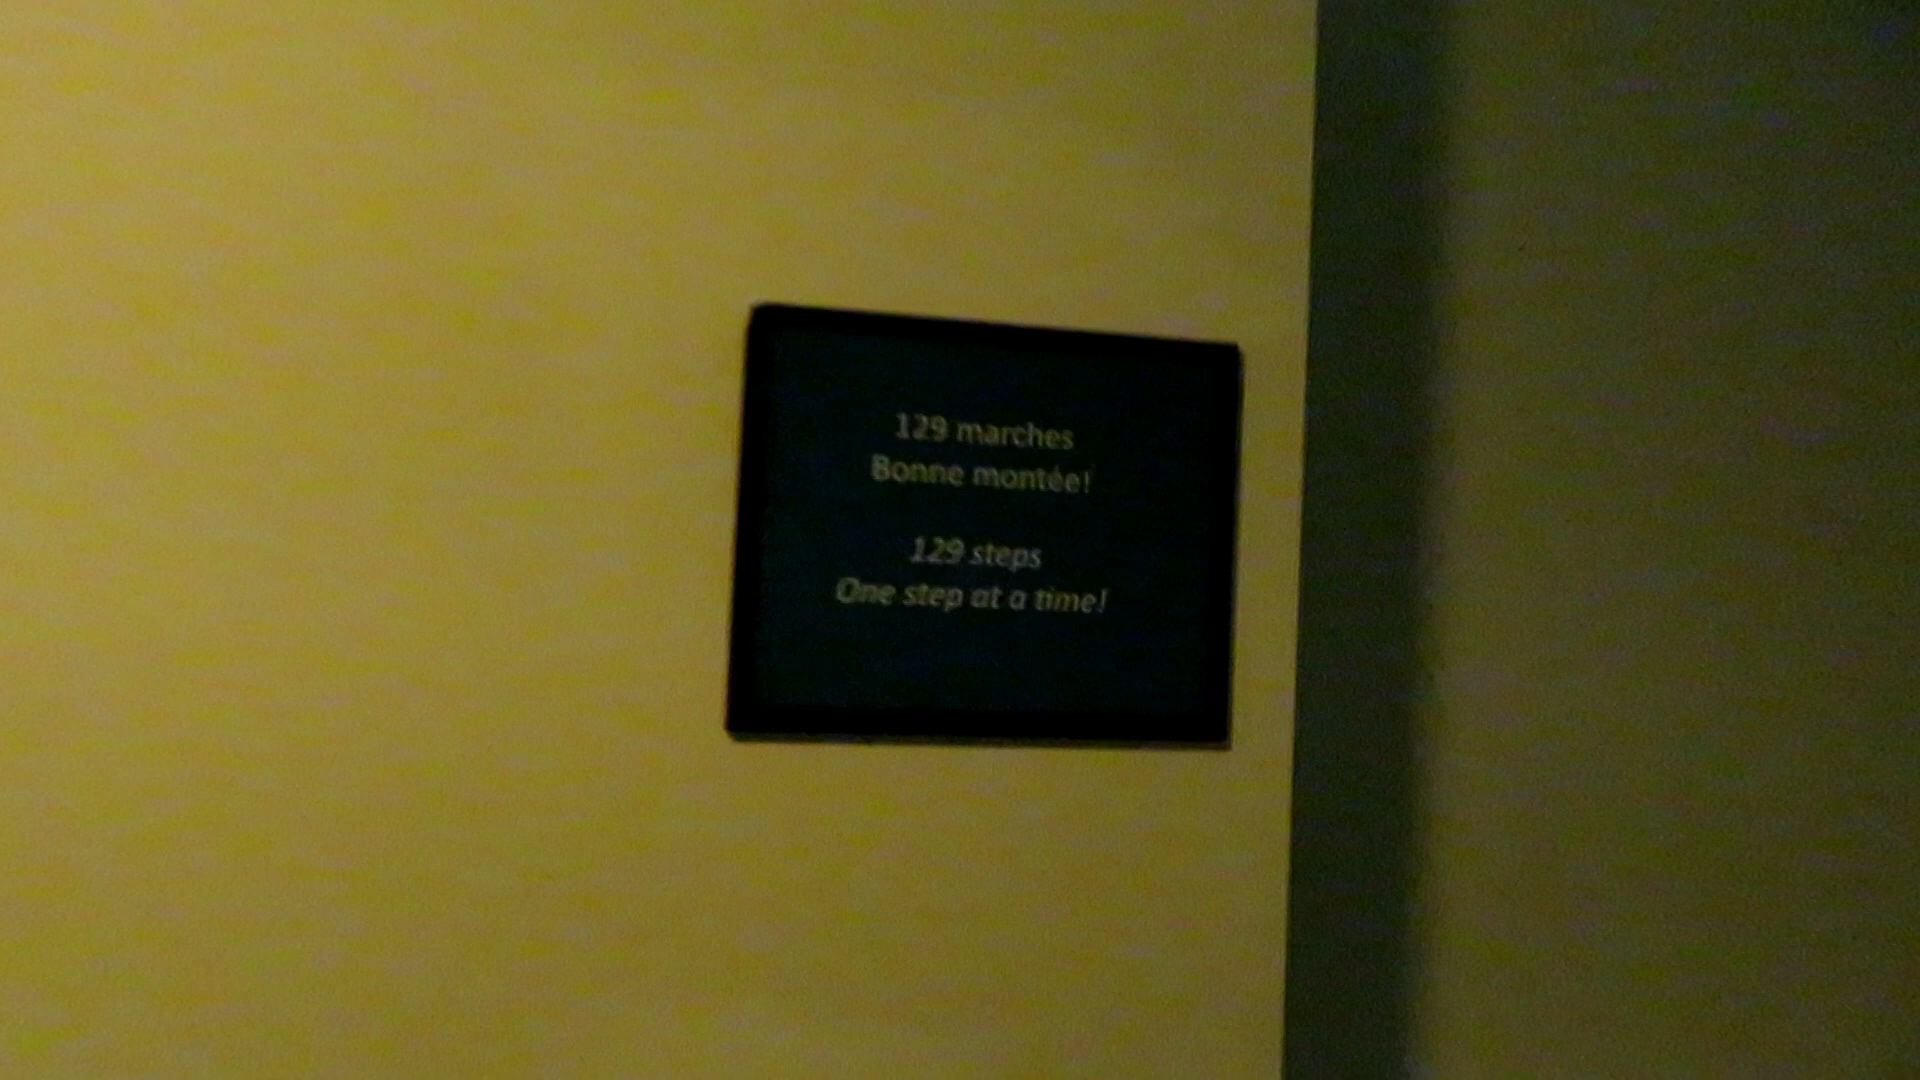 129 marches
Bonne montée!
129 steps
One step at a time!